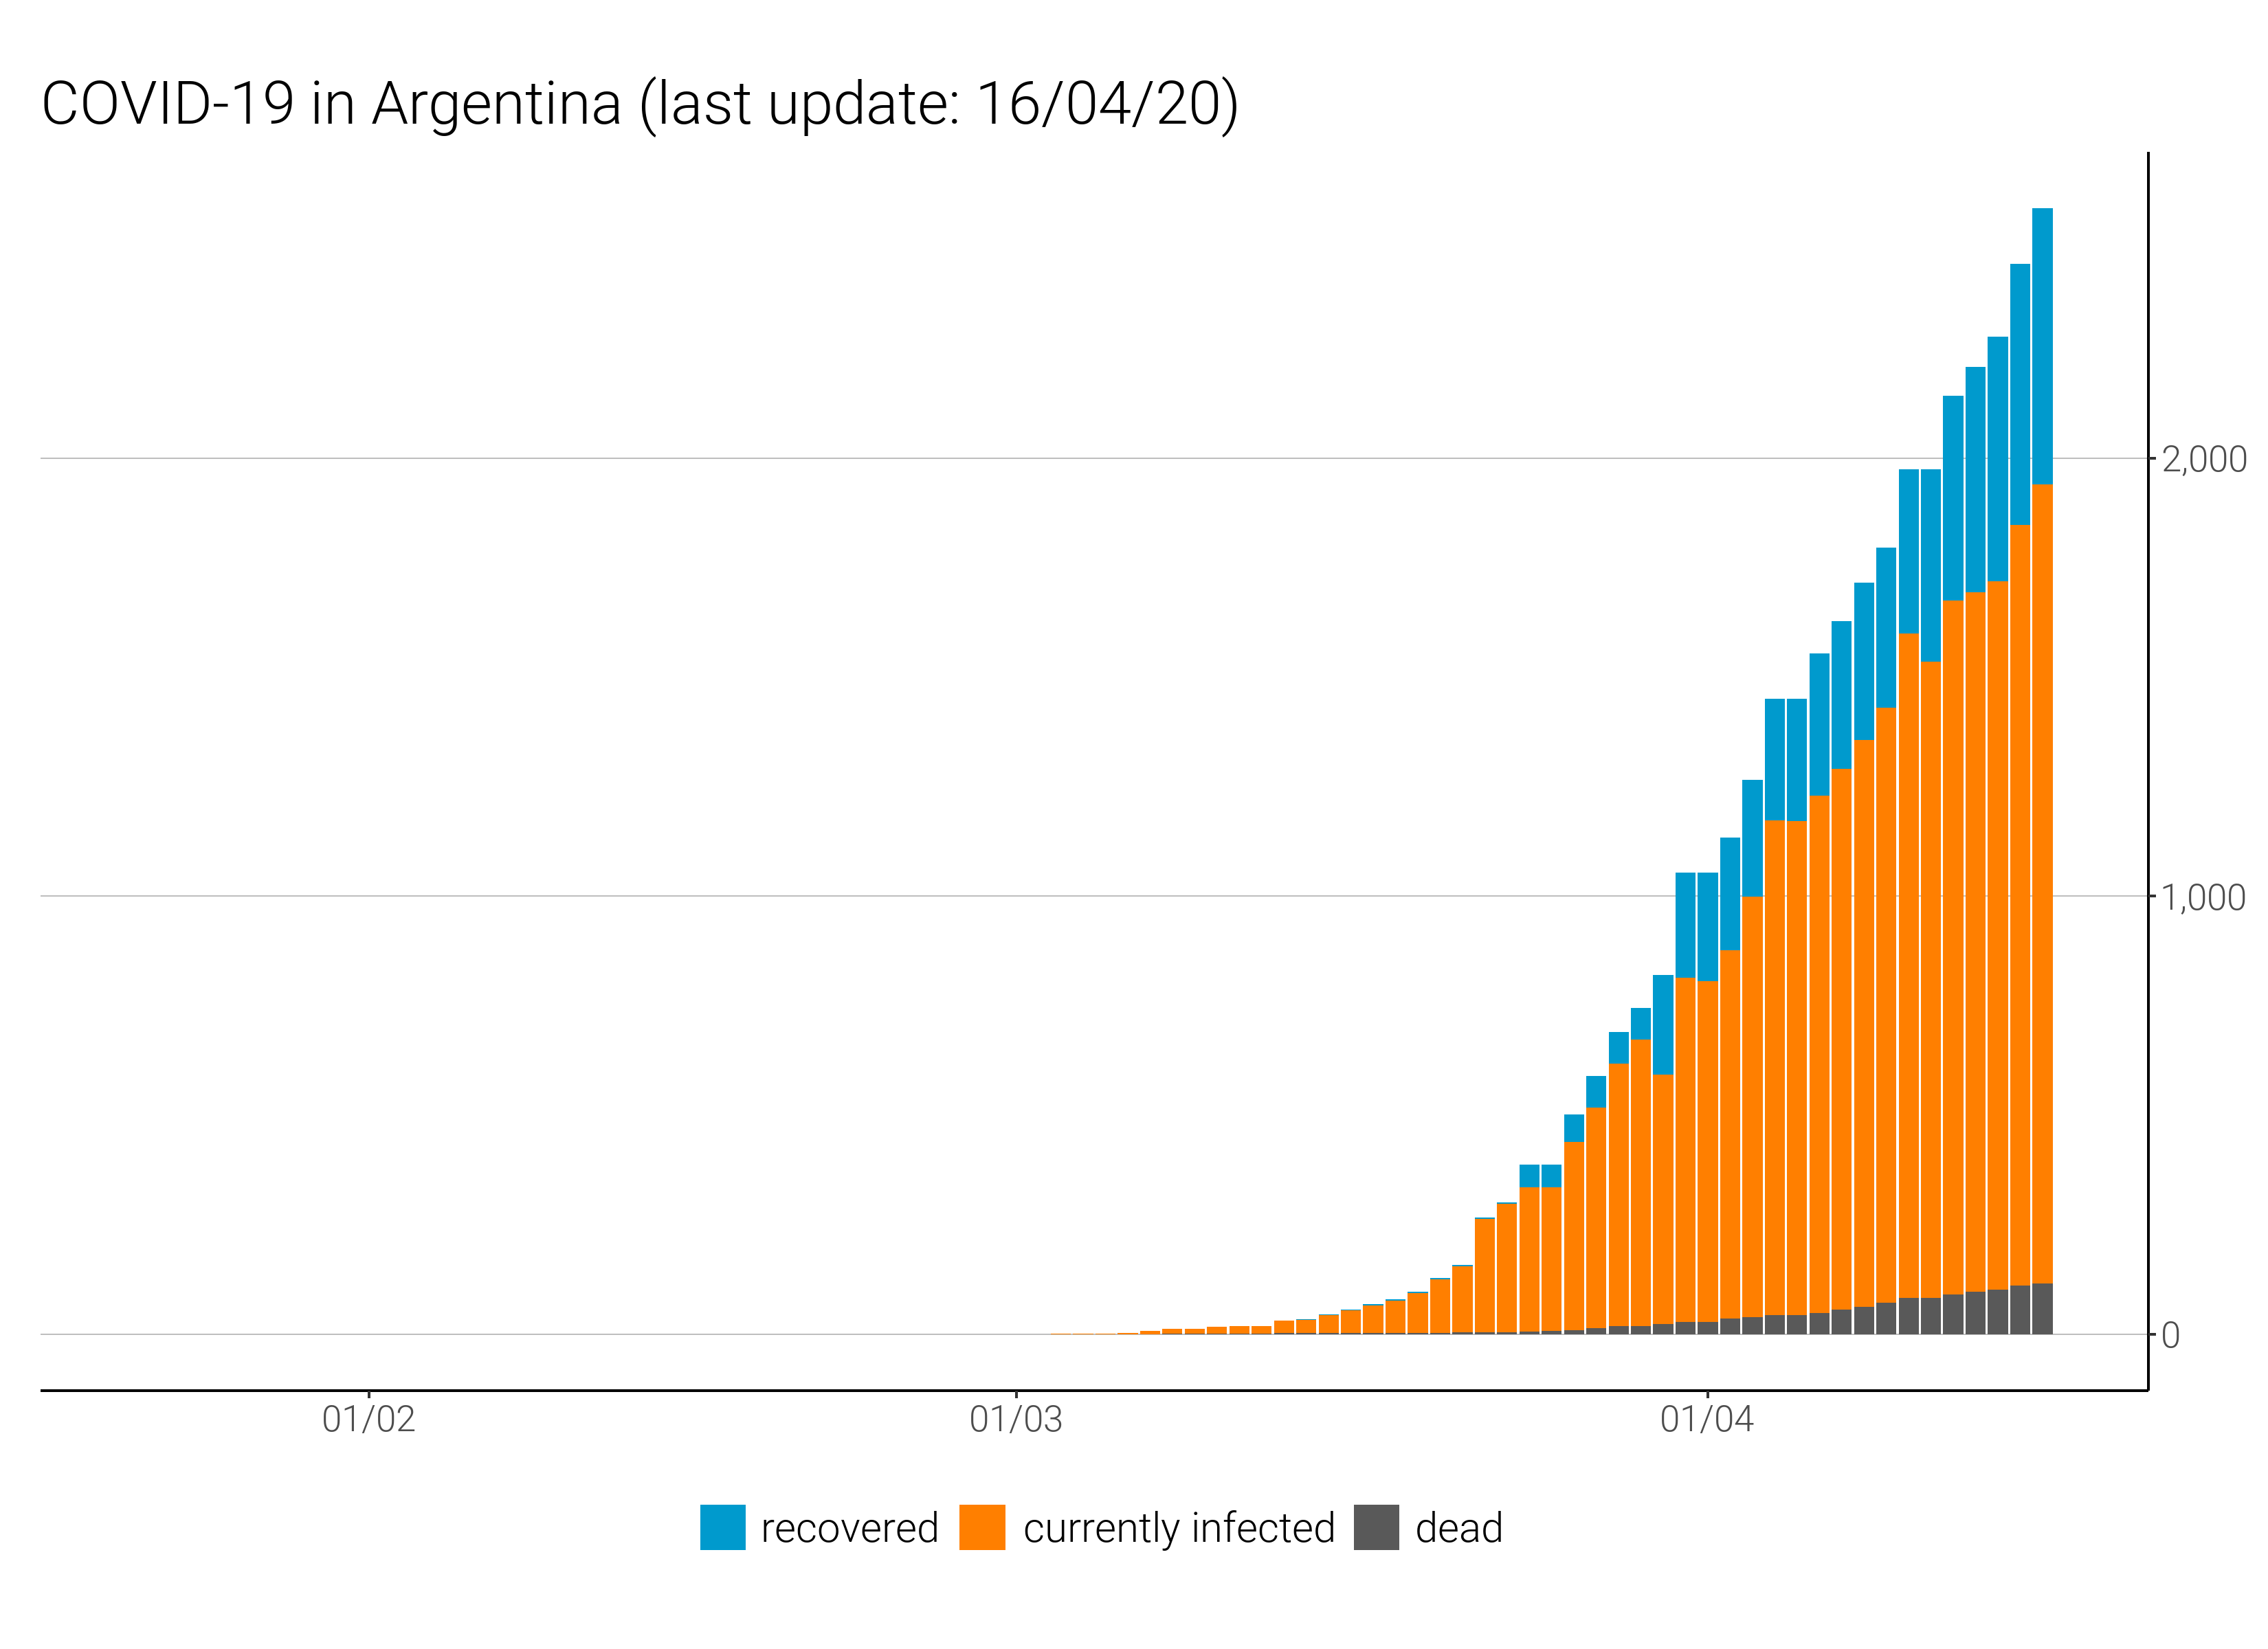 COVID-19 in Argentina (last update: 16/04/20)
2,000
1,000
0
01/02 01/03 01/04
recovered currently infected dead